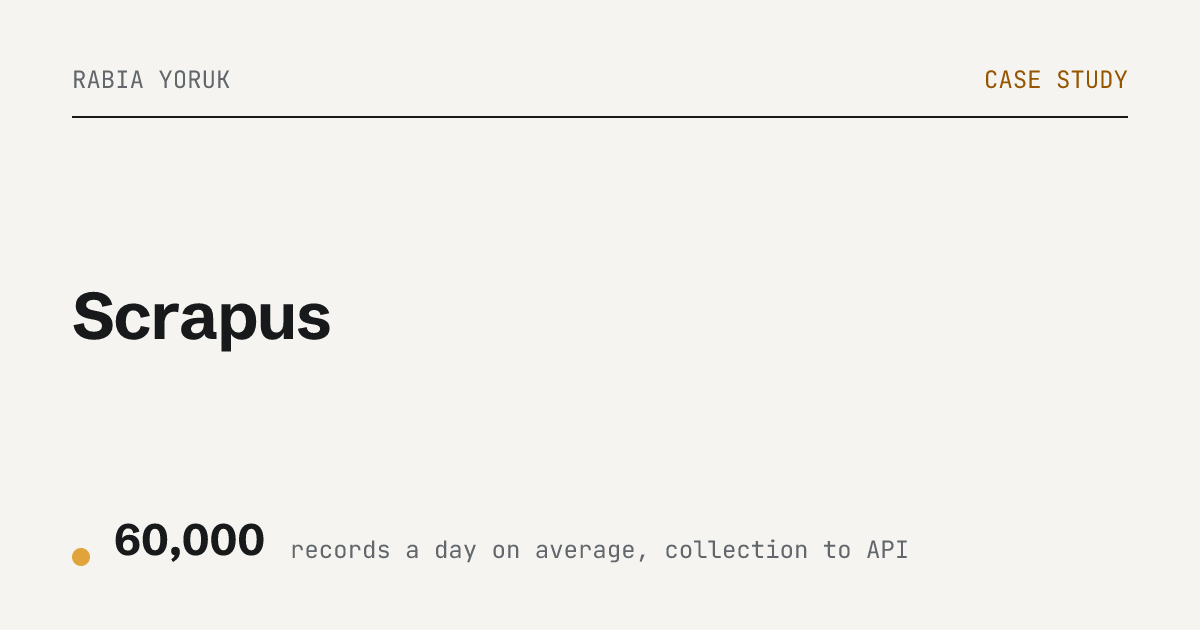 RABIA YORUK
CASE STUDY
Scrapus
60,000 records a day on average, collection to API